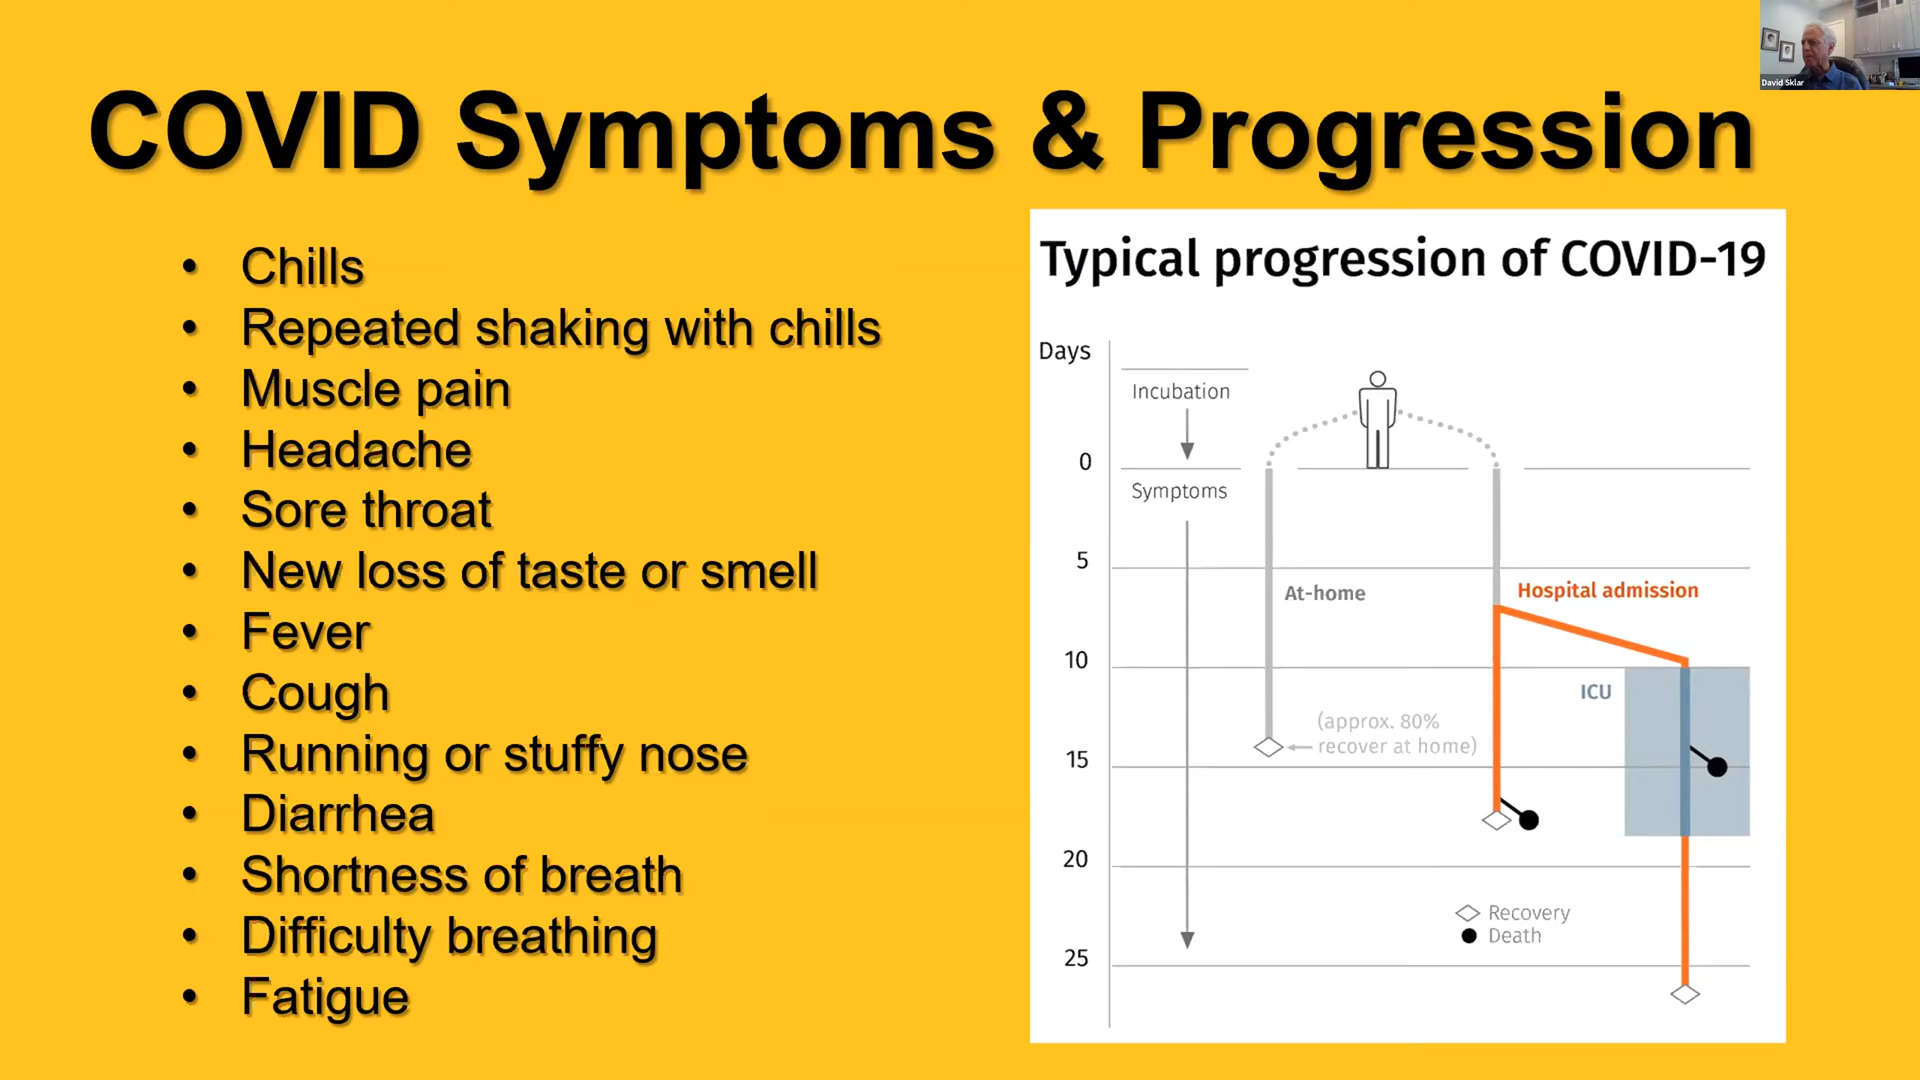 David Sklar
COVID Symptoms & Progression
• Chills
• Repeated shaking with chills
• Muscle pain
• Headache
• Sore throat
• New loss of taste or smell
• Fever
• Cough
• Running or stuffy nose
• Diarrhea
• Shortness of breath
• Difficulty breathing
• Fatigue
Typical progression of COVID-19
Days
Incubation
0
Symptoms
5
At-home
Hospital admission
10
ICU
(approx. 80%
recover at home)
15
20
Recovery
Death
25